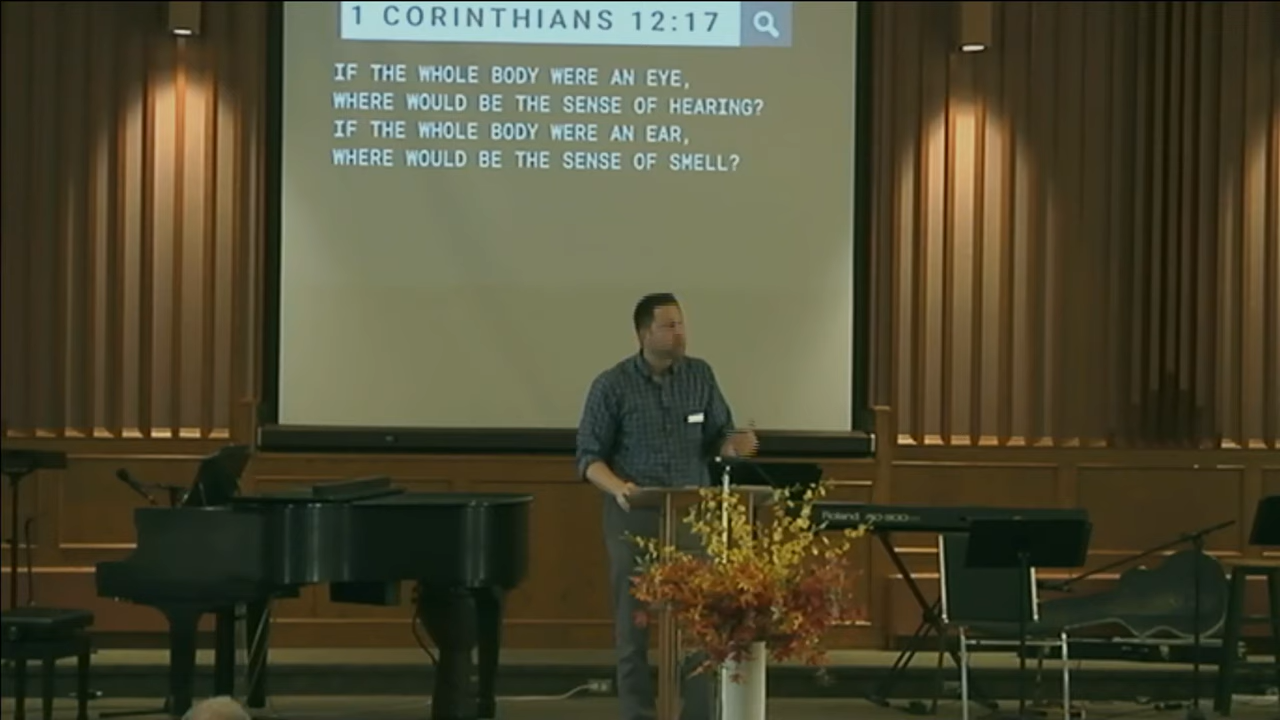 1 CORINTHIANS 12:17
IF THE WHOLE BODY WERE AN EYE,
WHERE WOULD BE THE SENSE OF HEARING?
IF THE WHOLE BODY WERE AN EAR,
WHERE WOULD BE THE SENSE OF SMELL?
Roland